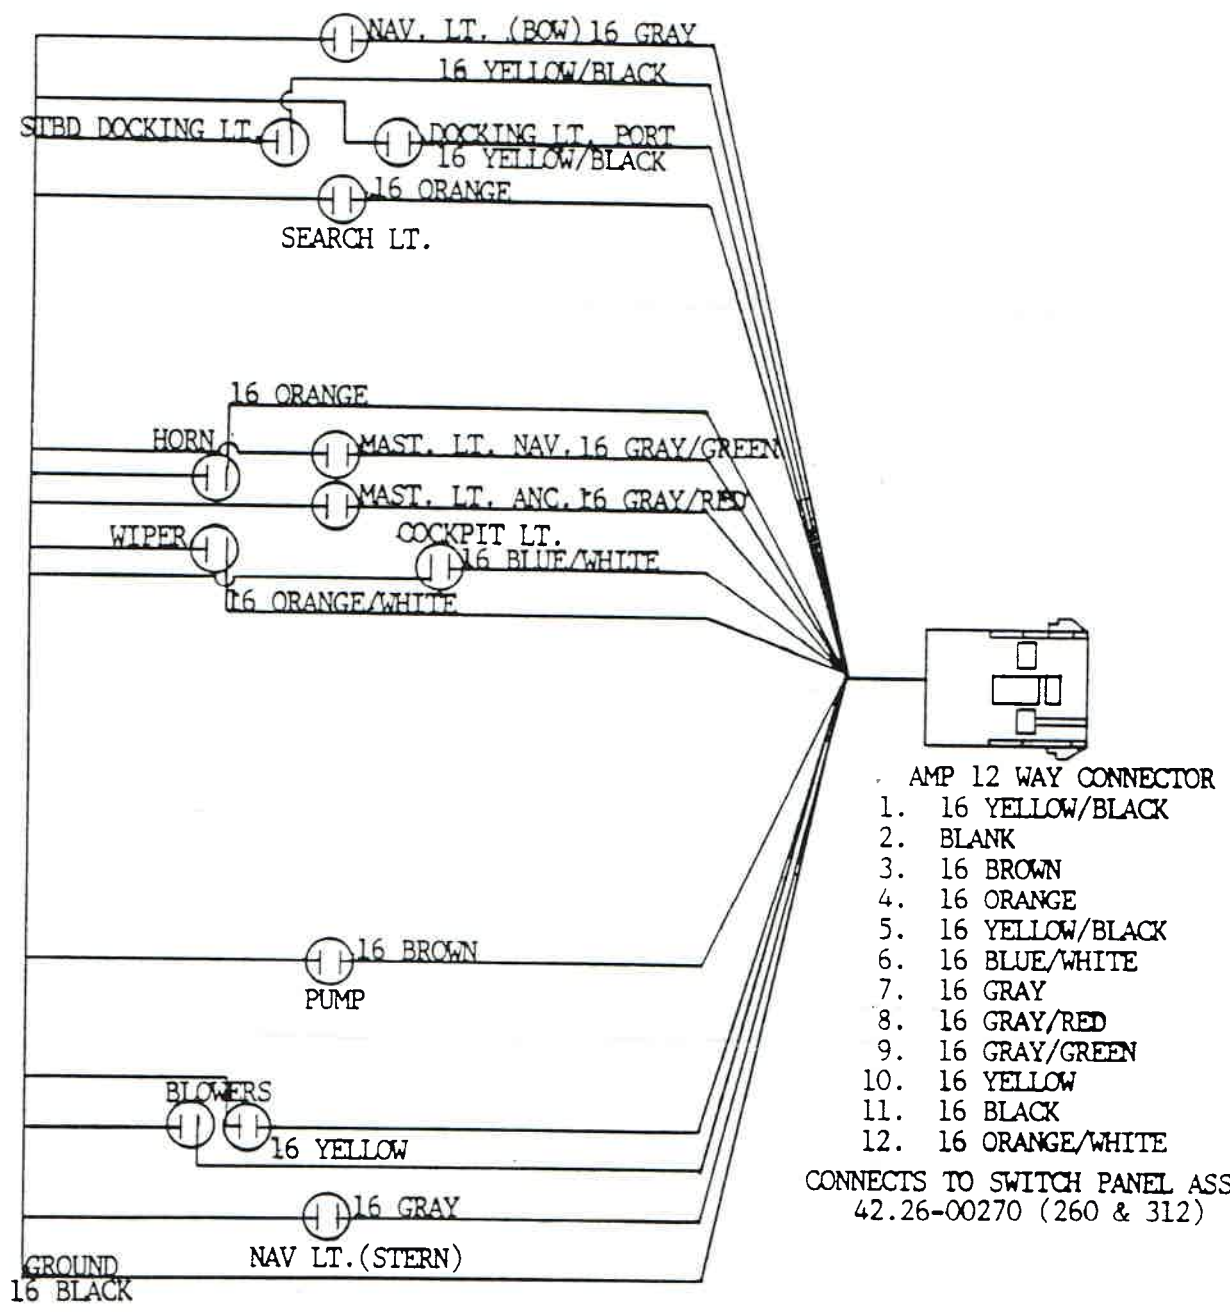 NAV. LT. (BOW) 16 GRAY
16 YELLOW/BLACK
STBD DOCKING LT.
DOCKING LT. PORT
16 YELLOW/BLACK
16 ORANGE
SEARCH LT.
16 ORANGE
HORN
MAST. LT. NAV. 16 GRAY/GREEN
MAST. LT. ANC. 16 GRAY/RED
WIPER
COCKPIT LT.
16 BLUE/WHITE
16 ORANGE/WHITE
AMP 12 WAY CONNECTOR
1. 16 YELLOW/BLACK
2. BLANK
3. 16 BROWN
4. 16 ORANGE
5. 16 YELLOW/BLACK
6. 16 BLUE/WHITE
7. 16 GRAY
8. 16 GRAY/RED
9. 16 GRAY/GREEN
10. 16 YELLOW
11. 16 BLACK
12. 16 ORANGE/WHITE
CONNECTS TO SWITCH PANEL ASS
42.26-00270 (260 & 312)
16 BROWN
PUMP
BLOWERS
16 YELLOW
16 GRAY
NAV LT. (STERN)
GROUND
16 BLACK